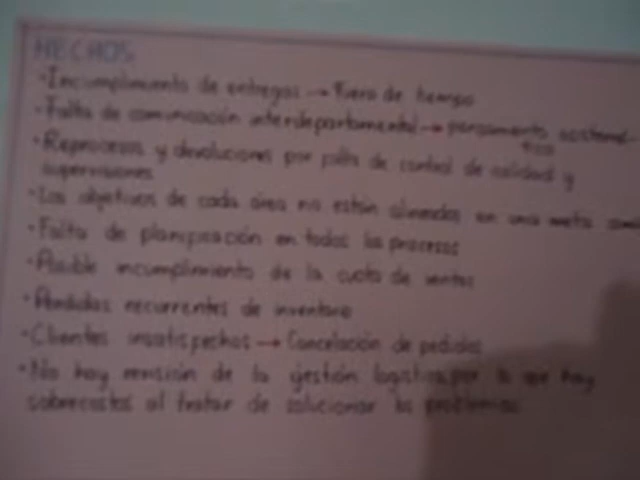 HECHOS
• Incumplimiento de entregas → Fuera de tiempo
• Falta de comunicación interdepartamental → pensamiento
• Reprocesos y devoluciones por falta de control de calidad y
supervisiones
• Los objetivos de cada área no están alineados en una meta
• Falta de planificación en todos los procesos
• Posible incumplimiento de la cuota de ventas
• Pérdidas recurrentes de inventario
• Clientes insatisfechos → Cancelación de pedidos
• No hay revisión de la gestión logística por lo que hay
sobrecostos al tratar de solucionar los problemas